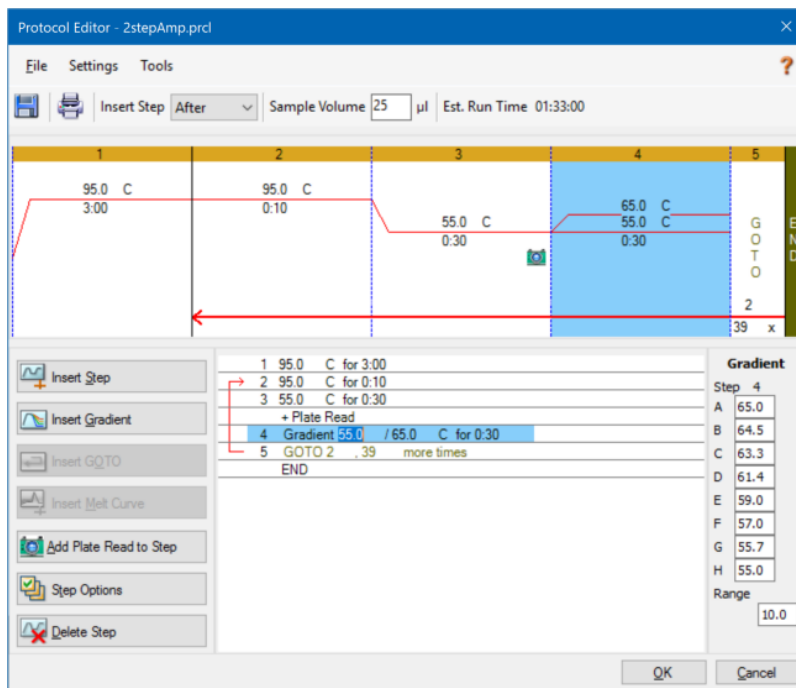 Protocol Editor - 2stepAmp.prcl
File Settings Tools ?
Insert Step After Sample Volume 25 µl Est. Run Time 01:33:00
1 2 3 4 5
95.0 C
3:00
95.0 C
0:10
55.0 C
0:30
65.0 C
55.0 C
0:30
GOTO
2
39 x
END
Insert Step
Insert Gradient
Insert GOTO
Insert Melt Curve
Add Plate Read to Step
Step Options
Delete Step
1 95.0 C for 3:00
2 95.0 C for 0:10
3 55.0 C for 0:30
+ Plate Read
4 Gradient 55.0 / 65.0 C for 0:30
5 GOTO 2 , 39 more times
END
Gradient
Step 4
A 65.0
B 64.5
C 63.3
D 61.4
E 59.0
F 57.0
G 55.7
H 55.0
Range
10.0
OK Cancel